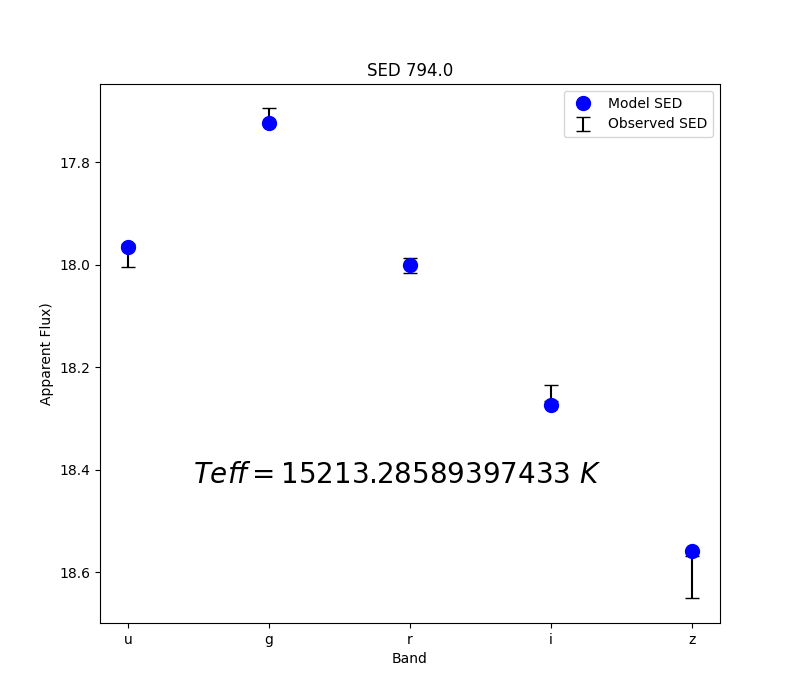 SED 794.0
Model SED
Observed SED
17.8
18.0
18.2
18.4
18.6
Apparent Flux)
Teff = 15213.28589397433 K
u g r i z
Band